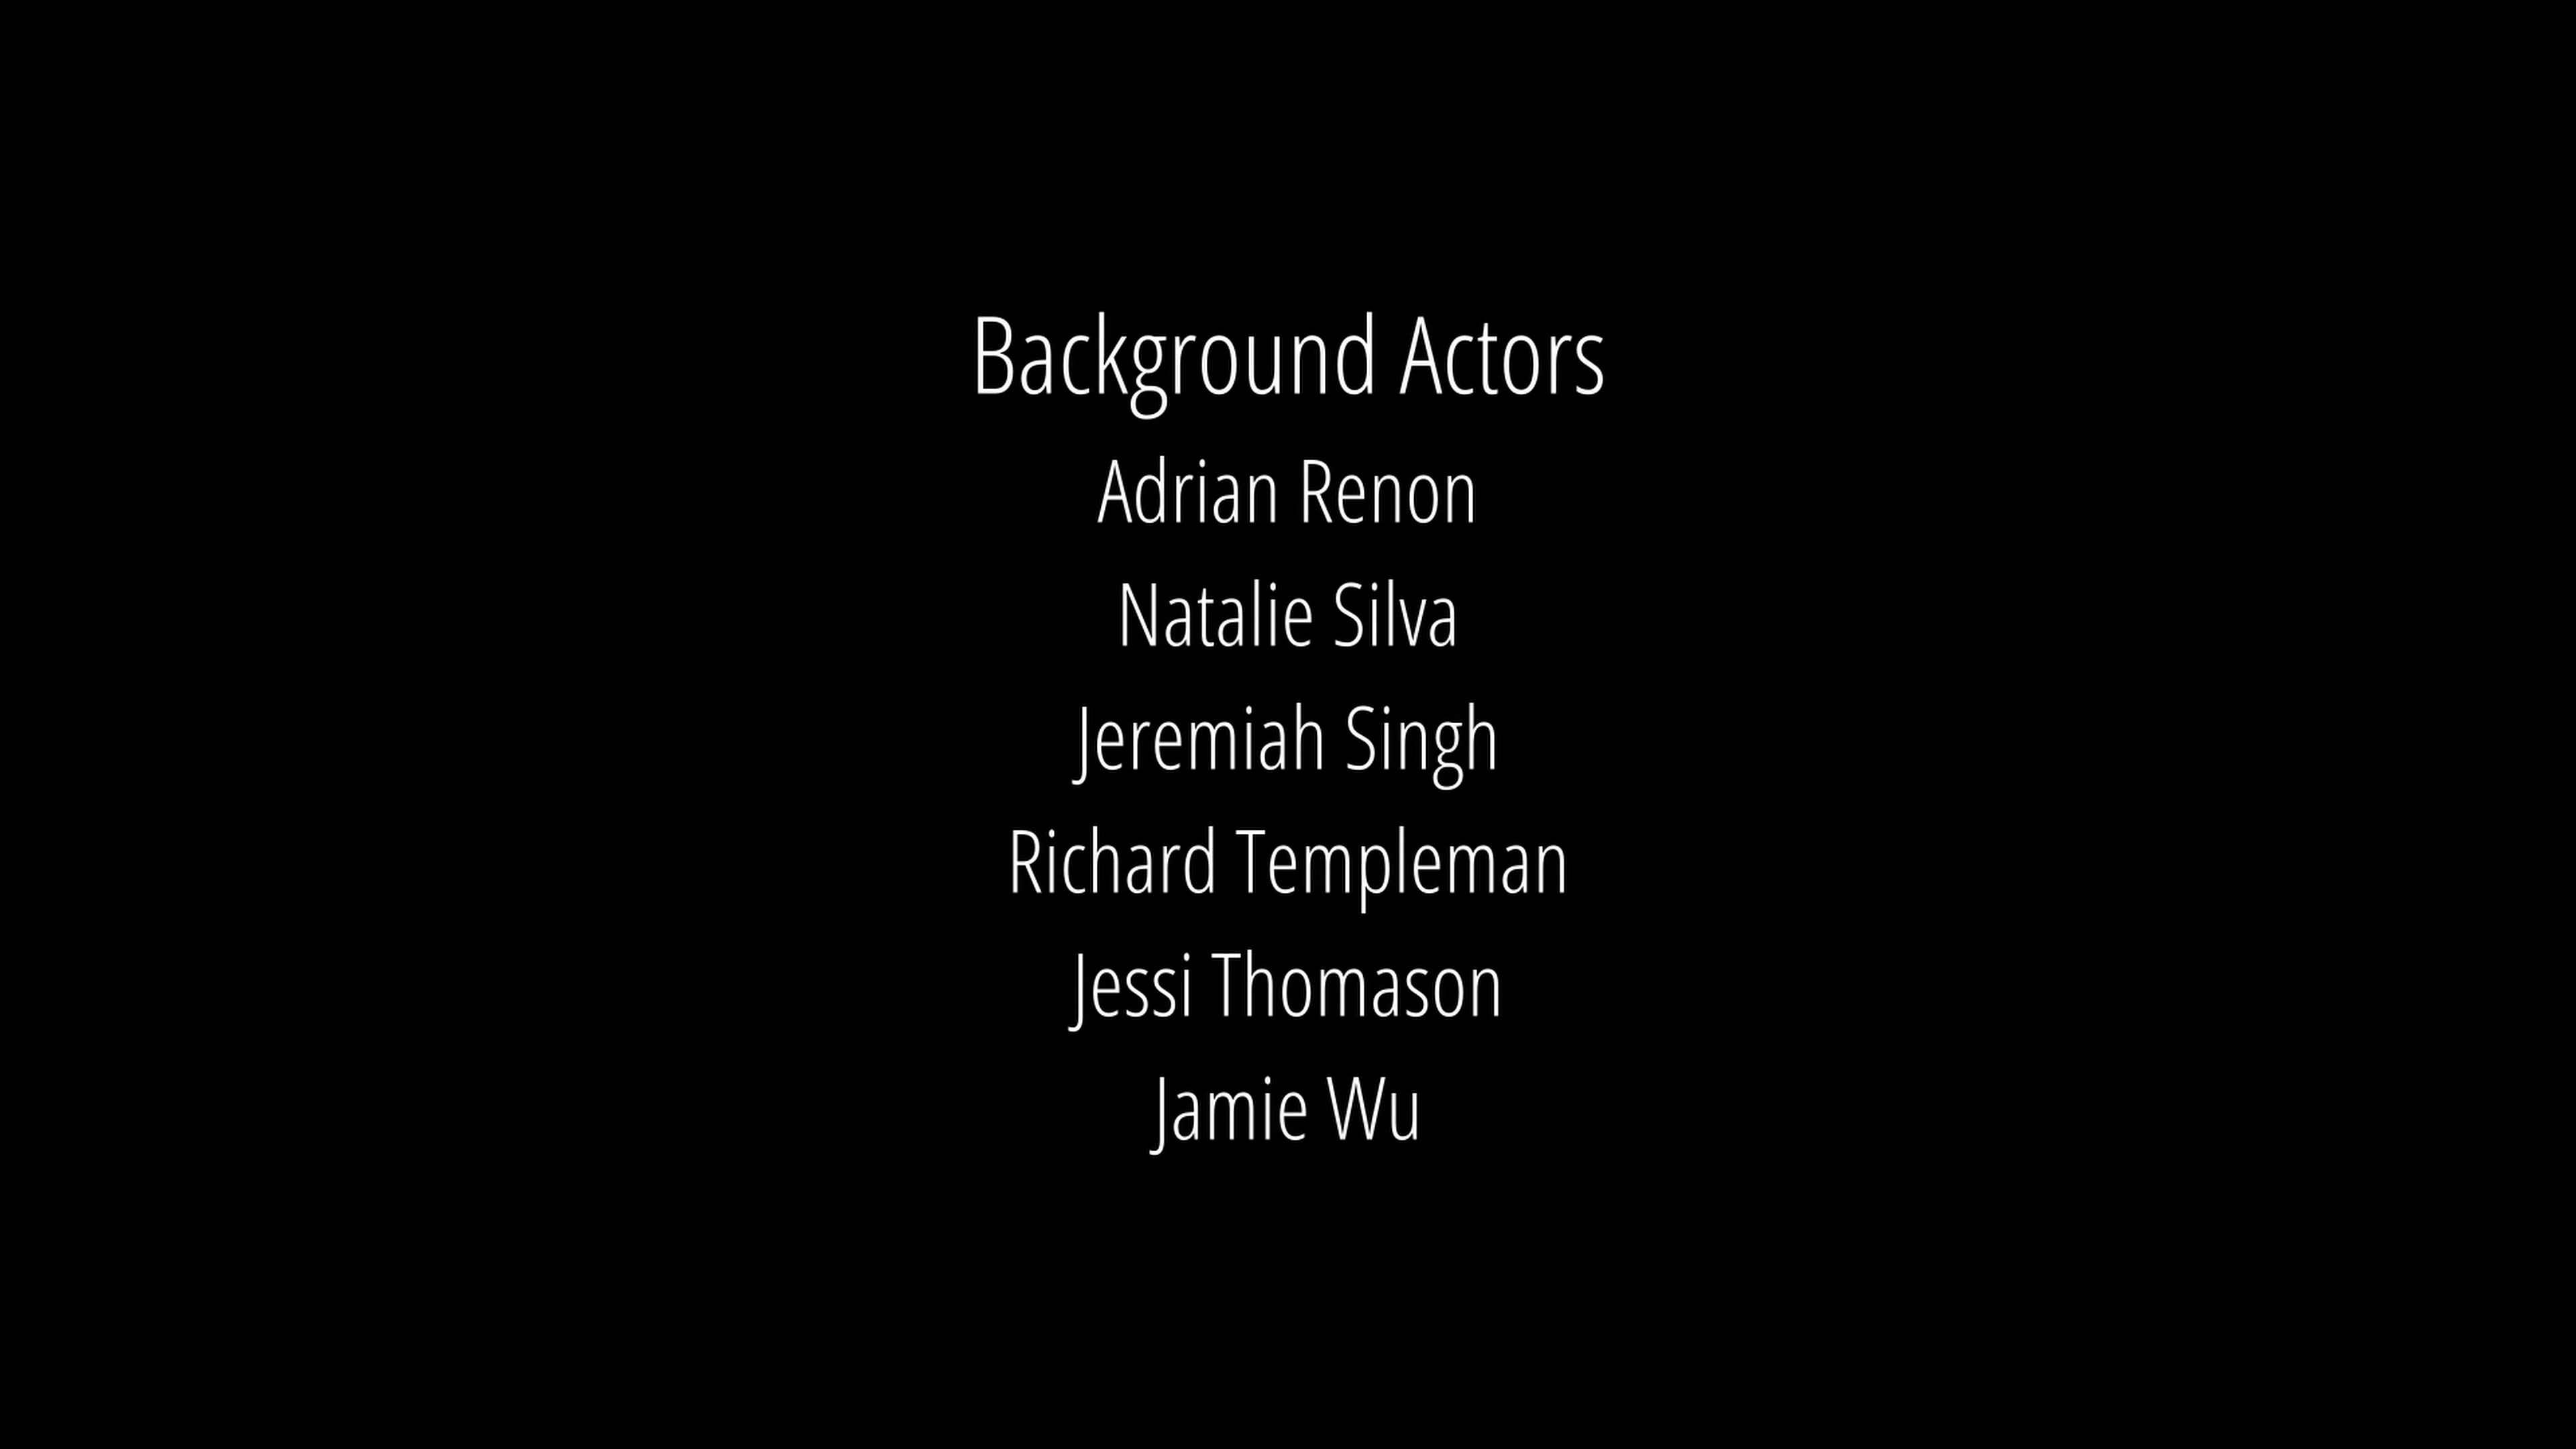 Background Actors
Adrian Renon
Natalie Silva
Jeremiah Singh
Richard Templeman
Jessi Thomason
Jamie Wu